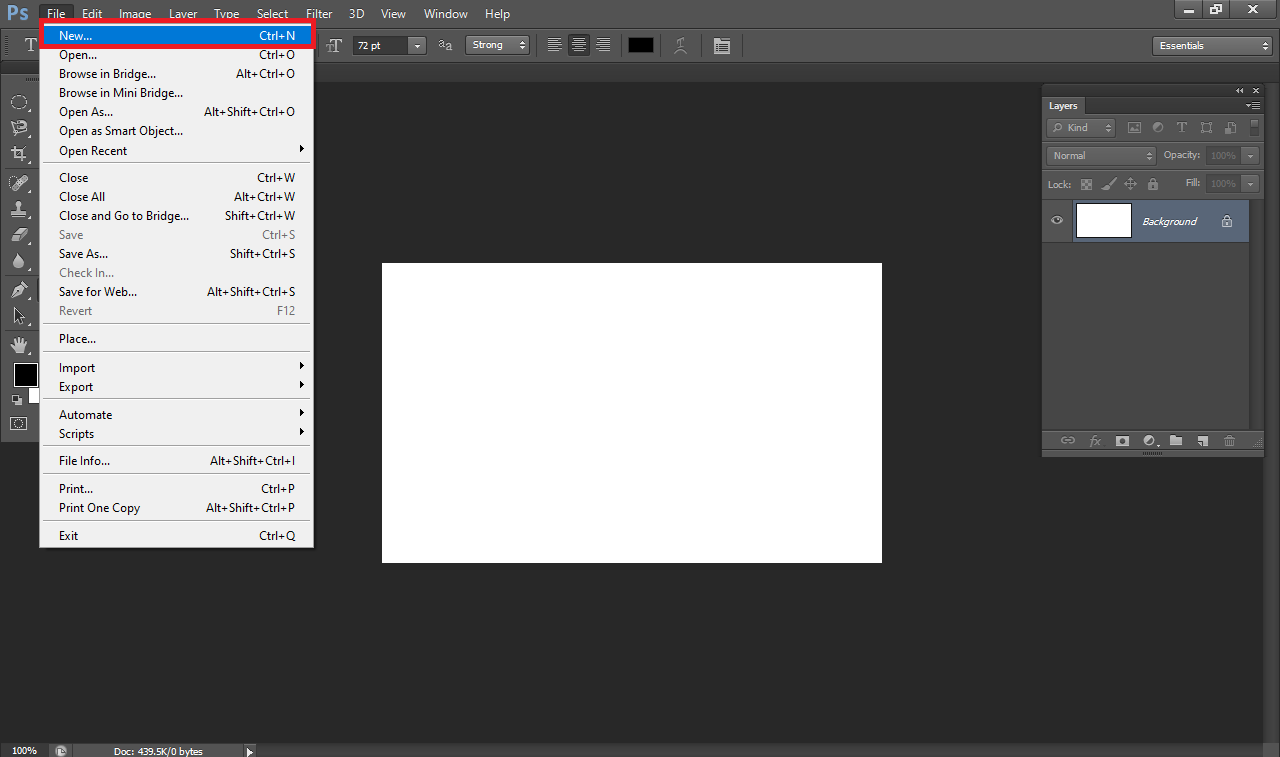 Ps File Edit Image Layer Type Select Filter 3D View Window Help
T 72 pt aa Strong Essentials
New... Ctrl+N
Open... Ctrl+O
Browse in Bridge... Alt+Ctrl+O
Browse in Mini Bridge...
Open As... Alt+Shift+Ctrl+O
Open as Smart Object...
Open Recent
Close Ctrl+W
Close All Alt+Ctrl+W
Close and Go to Bridge... Shift+Ctrl+W
Save Ctrl+S
Save As... Shift+Ctrl+S
Check In...
Save for Web... Alt+Shift+Ctrl+S
Revert F12
Place...
Import
Export
Automate
Scripts
File Info... Alt+Shift+Ctrl+I
Print... Ctrl+P
Print One Copy Alt+Shift+Ctrl+P
Exit Ctrl+Q
Layers
Kind
Normal Opacity: 100%
Lock: Fill: 100%
Background
fx
100% Doc: 439.5K/0 bytes